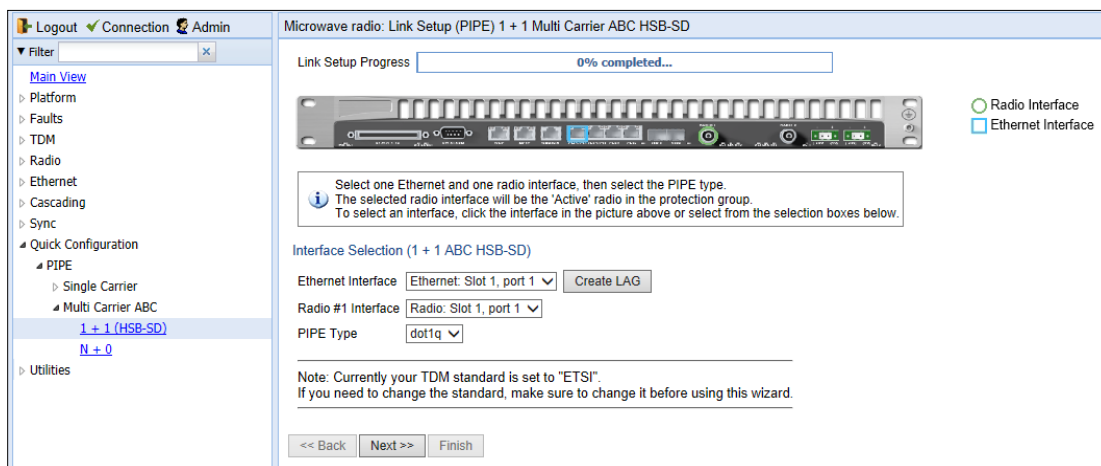 Logout Connection Admin
Filter
Main View
Platform
Faults
TDM
Radio
Ethernet
Cascading
Sync
Quick Configuration
PIPE
Single Carrier
Multi Carrier ABC
1 + 1 (HSB-SD)
N + 0
Utilities
Microwave radio: Link Setup (PIPE) 1 + 1 Multi Carrier ABC HSB-SD
Link Setup Progress 0% completed...
Radio Interface
Ethernet Interface
Select one Ethernet and one radio interface, then select the PIPE type.
The selected radio interface will be the 'Active' radio in the protection group.
To select an interface, click the interface in the picture above or select from the selection boxes below.
Interface Selection (1 + 1 ABC HSB-SD)
Ethernet Interface Ethernet: Slot 1, port 1 Create LAG
Radio #1 Interface Radio: Slot 1, port 1
PIPE Type dot1q
Note: Currently your TDM standard is set to "ETSI".
If you need to change the standard, make sure to change it before using this wizard.
<< Back Next >> Finish